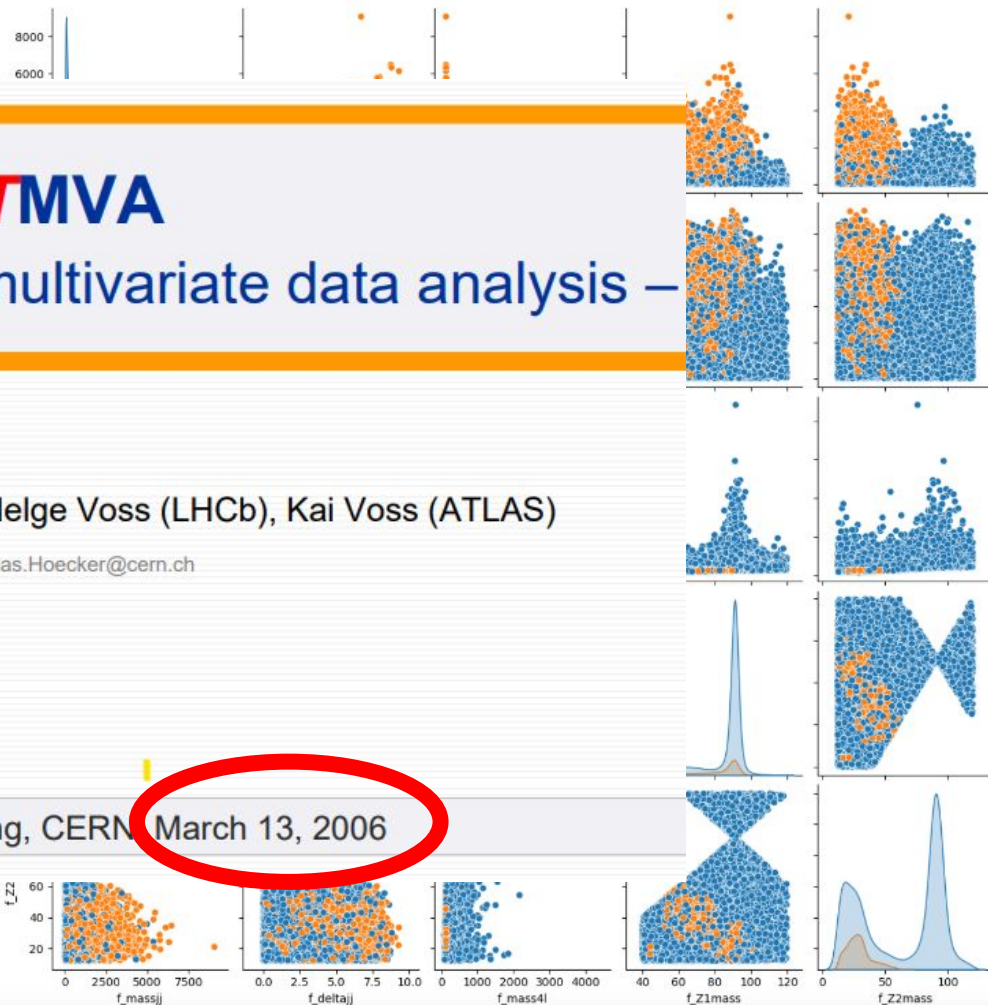 8000
6000
TMVA
multivariate data analysis –
Helge Voss (LHCb), Kai Voss (ATLAS)
as.Hoecker@cern.ch
ng, CERN, March 13, 2006
f_Z2
60
40
20
0 2500 5000 7500
0.0 2.5 5.0 7.5 10.0
0 1000 2000 3000 4000
40 60 80 100 120
0 50 100
f_massjj
f_deltajj
f_mass4l
f_Z1mass
f_Z2mass